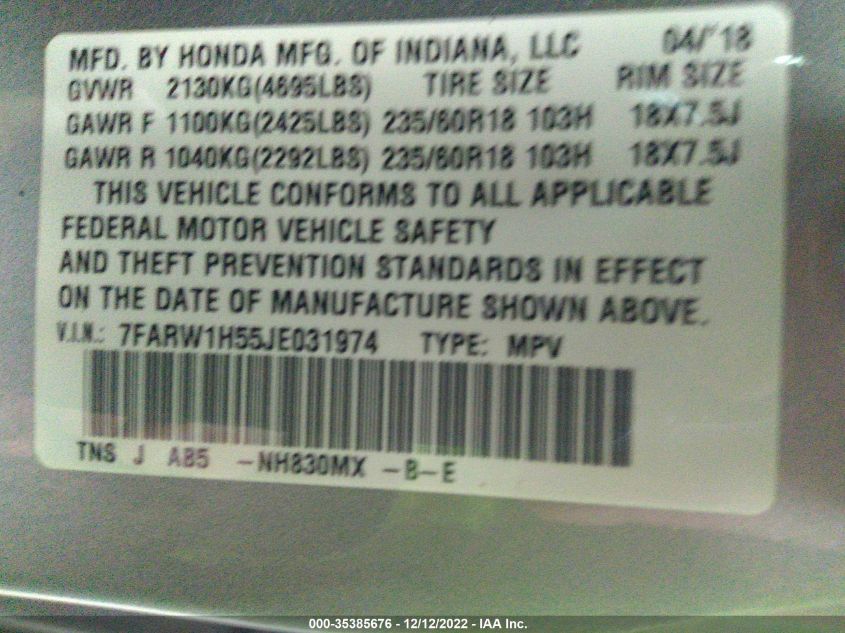 MFD. BY HONDA MFG. OF INDIANA, LLC 04/'18
GVWR 2130KG(4695LBS) TIRE SIZE RIM SIZE
GAWR F 1100KG(2425LBS) 235/60R18 103H 18X7.5J
GAWR R 1040KG(2292LBS) 235/60R18 103H 18X7.5J
THIS VEHICLE CONFORMS TO ALL APPLICABLE
FEDERAL MOTOR VEHICLE SAFETY
AND THEFT PREVENTION STANDARDS IN EFFECT
ON THE DATE OF MANUFACTURE SHOWN ABOVE.
V.I.N.: 7FARW1H55JE031974 TYPE: MPV
TNS J AB5 -NH830MX -B-E
000-35385676 - 12/12/2022 - IAA Inc.